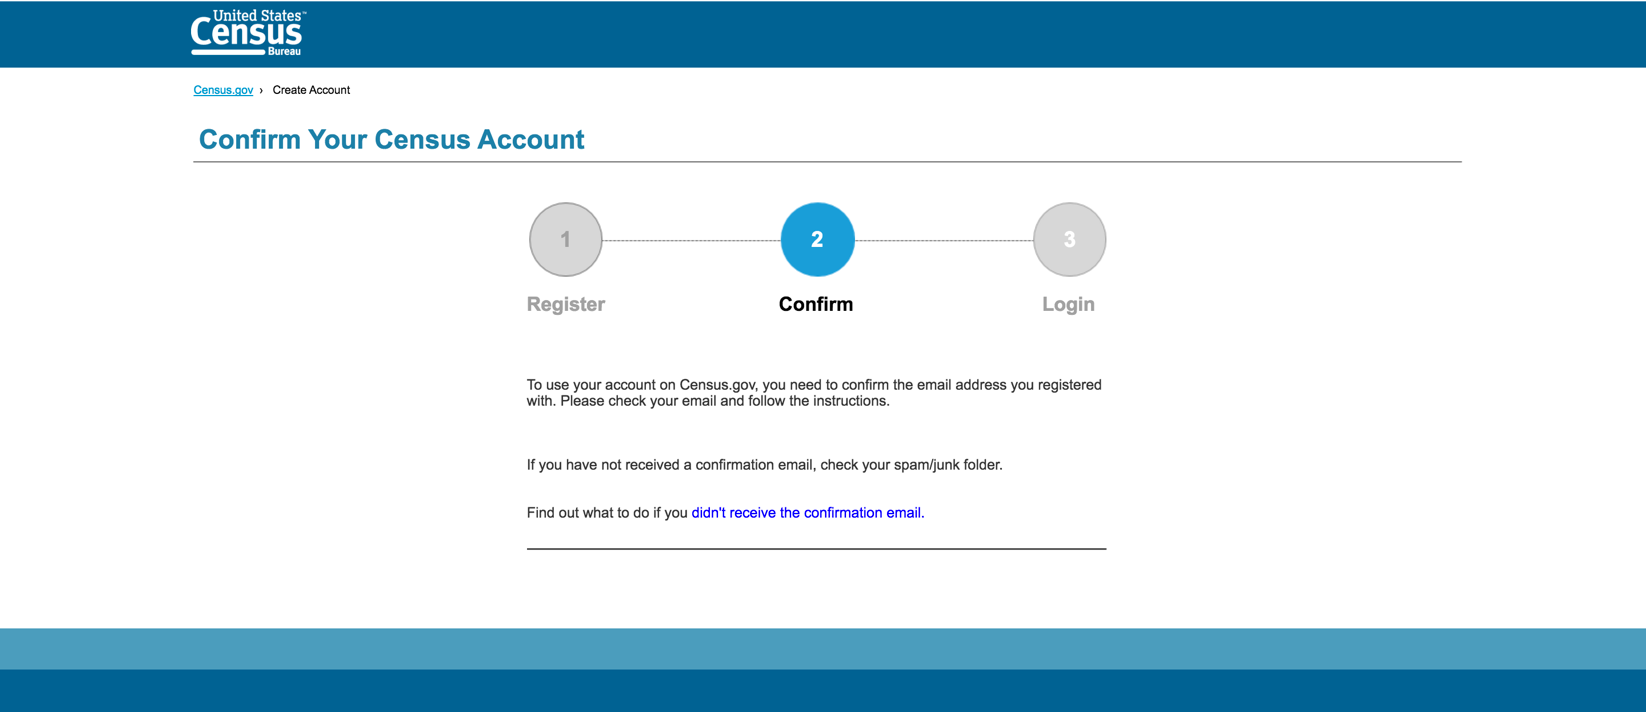 United States™
Census
Bureau
Census.gov › Create Account
Confirm Your Census Account
1
2
3
Register
Confirm
Login
To use your account on Census.gov, you need to confirm the email address you registered
with. Please check your email and follow the instructions.
If you have not received a confirmation email, check your spam/junk folder.
Find out what to do if you didn't receive the confirmation email.